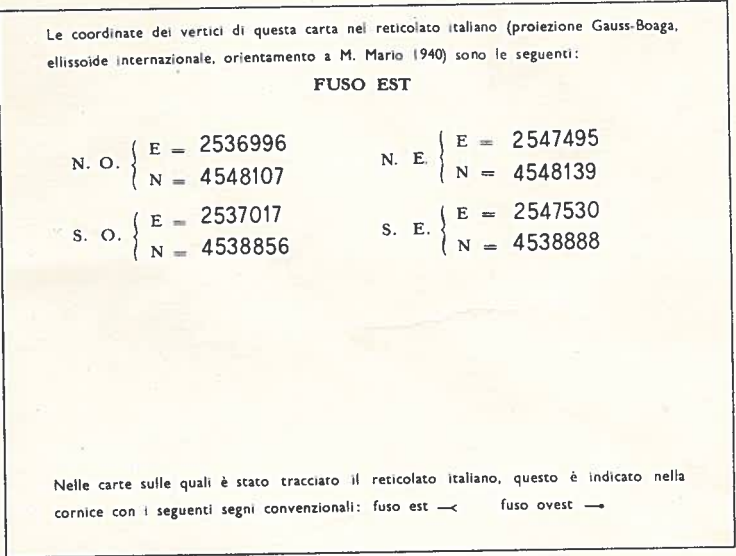 Le coordinate dei vertici di questa carta nel reticolato italiano (proiezione Gauss-Boaga,
ellissoide internazionale, orientamento a M. Mario 1940) sono le seguenti:
FUSO EST
N. O. { E = 2536996 N. E. { E = 2547495
N = 4548107 N = 4548139
S. O. { E = 2537017 S. E. { E = 2547530
N = 4538856 N = 4538888
Nelle carte sulle quali è stato tracciato il reticolato italiano, questo è indicato nella
cornice con i seguenti segni convenzionali: fuso est fuso ovest